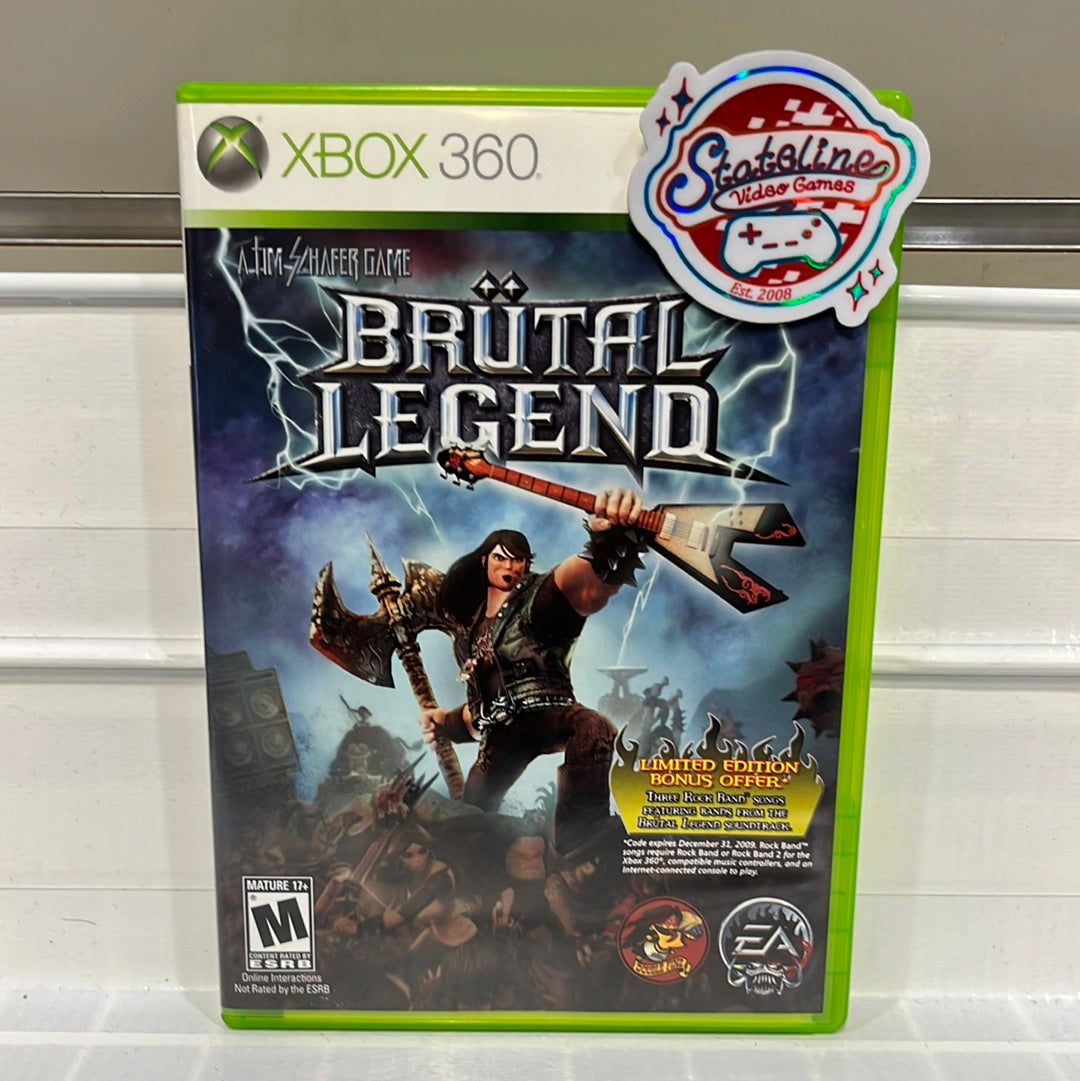 XBOX 360
Stateline
Video Games
Est. 2008
A TIM SCHAFER GAME
BRÜTAL
LEGEND
LIMITED EDITION
BONUS OFFER:*
THREE ROCK BAND™ SONGS
FEATURING BANDS FROM THE
BRÜTAL LEGEND SOUNDTRACK.
*Code expires December 31, 2009. Rock Band™
songs require Rock Band or Rock Band 2 for the
Xbox 360®, compatible music controllers, and an
Internet-connected console to play.
MATURE 17+
M
CONTENT RATED BY
ESRB
Online Interactions
Not Rated by the ESRB
EA